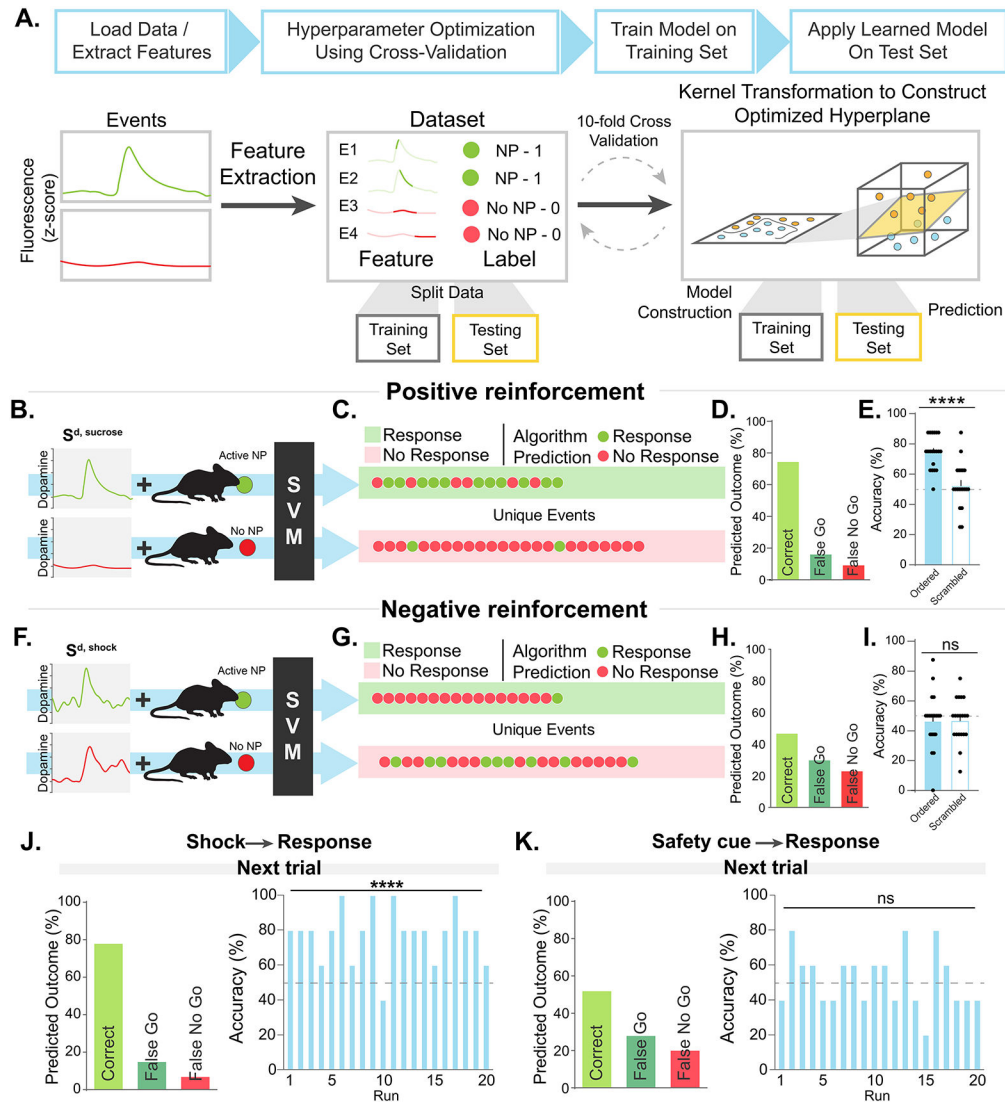 A.
Load Data /
Extract Features
Hyperparameter Optimization
Using Cross-Validation
Train Model on
Training Set
Apply Learned Model
On Test Set
Events
Fluorescence
(z-score)
Feature
Extraction
Dataset
E1
NP - 1
E2
NP - 1
E3
No NP - 0
E4
No NP - 0
Feature
Label
Split Data
Training
Set
Testing
Set
10-fold Cross
Validation
Kernel Transformation to Construct
Optimized Hyperplane
Model
Construction
Prediction
Training
Set
Testing
Set
Positive reinforcement
B.
Sd, sucrose
Dopamine
Active NP
+
Dopamine
No NP
+
SVM
C.
Response
No Response
Algorithm
Prediction
Response
No Response
Unique Events
D.
Predicted Outcome (%)
100
80
60
40
20
0
Correct
False Go
False No Go
E.
****
Accuracy (%)
100
80
60
40
20
0
Ordered
Scrambled
Negative reinforcement
F.
Sd, shock
Dopamine
Active NP
+
Dopamine
No NP
+
SVM
G.
Response
No Response
Algorithm
Prediction
Response
No Response
Unique Events
H.
Predicted Outcome (%)
100
80
60
40
20
0
Correct
False Go
False No Go
I.
ns
Accuracy (%)
100
80
60
40
20
0
Ordered
Scrambled
J.
Shock → Response
Next trial
Predicted Outcome (%)
100
80
60
40
20
0
Correct
False Go
False No Go
****
Accuracy (%)
100
80
60
40
20
0
1
5
10
15
20
Run
K.
Safety cue → Response
Next trial
Predicted Outcome (%)
100
80
60
40
20
0
Correct
False Go
False No Go
ns
Accuracy (%)
100
80
60
40
20
0
1
5
10
15
20
Run